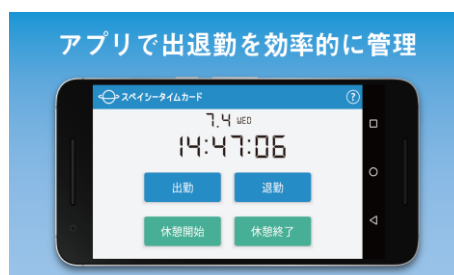 アプリで出退勤を効率的に管理
スペイシータイムカード ?
7.4 WED
14:47:06
出勤 退勤
休憩開始 休憩終了